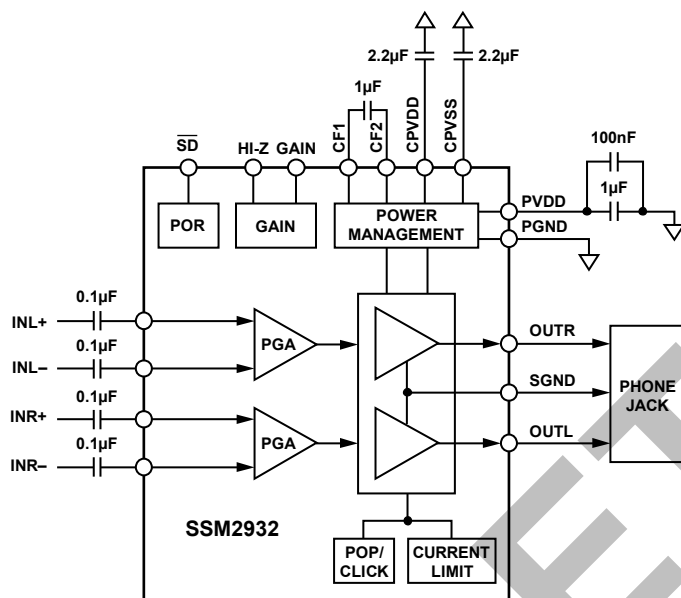 2.2µF
2.2µF
1µF
CF1
CF2
CPVDD
CPVSS
SD
HI-Z
GAIN
100nF
1µF
PVDD
PGND
POR
GAIN
POWER
MANAGEMENT
0.1µF
INL+
0.1µF
INL–
0.1µF
INR+
0.1µF
INR–
PGA
PGA
OUTR
SGND
OUTL
PHONE
JACK
SSM2932
POP/
CLICK
CURRENT
LIMIT